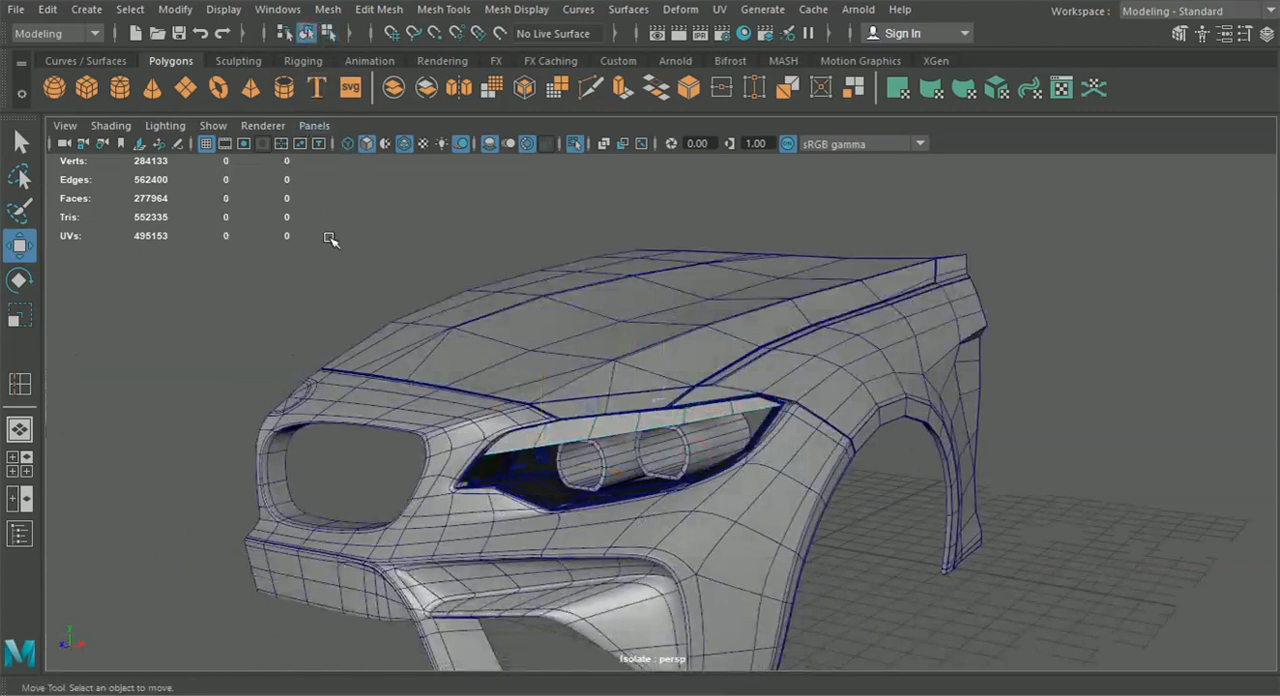 File Edit Create Select Modify Display Windows Mesh Edit Mesh Mesh Tools Mesh Display Curves Surfaces Deform UV Generate Cache Arnold Help Workspace : Modeling - Standard
Modeling No Live Surface Sign In
Curves / Surfaces Polygons Sculpting Rigging Animation Rendering FX FX Caching Custom Arnold Bifrost MASH Motion Graphics XGen
T SVG
View Shading Lighting Show Renderer Panels
0.00 1.00 sRGB gamma
Verts: 284133 0 0
Edges: 562400 0 0
Faces: 277964 0 0
Tris: 552335 0 0
UVs: 495153 0 0
Isolate : persp
Move Tool: Select an object to move.